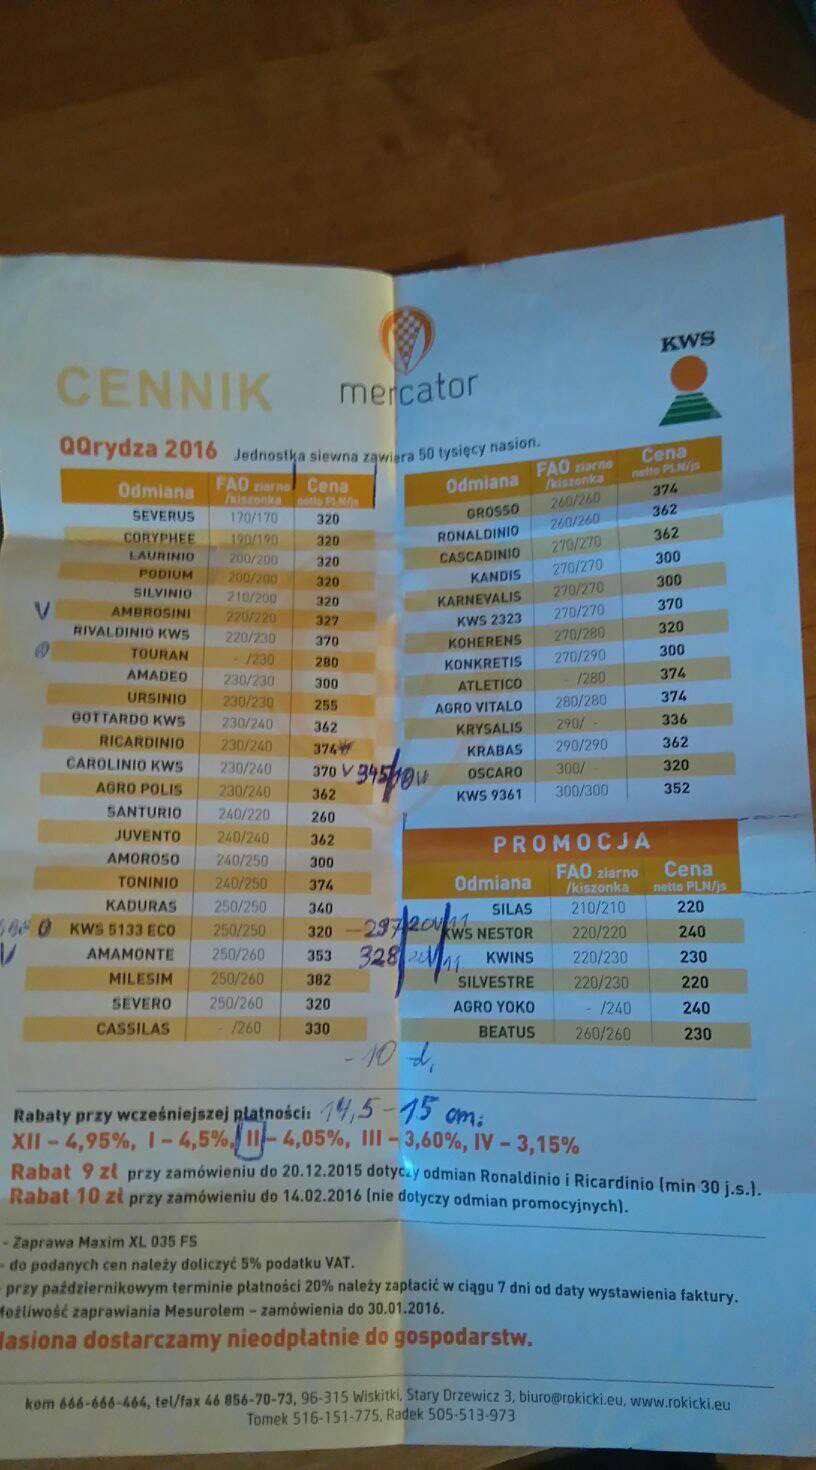 KWS
CENNIK
mercator
QQrydza 2016 Jednostka siewna zawiera 50 tysięcy nasion.
Odmiana FAO ziarno /kiszonka Cena netto PLN/js
SEVERUS 170/170 320
CORYPHEE 190/190 320
LAURINIO 200/200 320
PODIUM 200/200 320
SILVINIO 210/200 320
V AMBROSINI 220/220 327
RIVALDINIO KWS 220/230 370
TOURAN - /230 280
AMADEO 230/230 300
URSINIO 230/230 255
GOTTARDO KWS 230/240 362
RICARDINIO 230/240 374
CAROLINIO KWS 230/240 370 V 345
AGRO POLIS 230/240 362
SANTURIO 240/220 260
JUVENTO 240/240 362
AMOROSO 240/250 300
TONINIO 240/250 374
KADURAS 250/250 340
KWS 5133 ECO 250/250 320 - 297
V AMAMONTE 250/260 353 328
MILESIM 250/260 382
SEVERO 250/260 320
CASSILAS - /260 330
Odmiana FAO ziarno /kiszonka Cena netto PLN/js
GROSSO 260/260 374
RONALDINIO 260/260 362
CASCADINIO 270/270 362
KANDIS 270/270 300
KARNEVALIS 270/270 300
KWS 2323 270/270 370
KOHERENS 270/280 320
KONKRETIS 270/290 300
ATLETICO - /280 374
AGRO VITALO 280/280 374
KRYSALIS 290/ - 336
KRABAS 290/290 362
OSCARO 300/ - 320
KWS 9361 300/300 352
PROMOCJA
Odmiana FAO ziarno /kiszonka Cena netto PLN/js
SILAS 210/210 220
KWS NESTOR 220/220 240
KWINS 220/230 230
SILVESTRE 220/230 220
AGRO YOKO - /240 240
BEATUS 260/260 230
- 10 d,
Rabaty przy wcześniejszej płatności: 14,5 - 15 om:
XII – 4,95%, I – 4,5%, II – 4,05%, III – 3,60%, IV – 3,15%
Rabat 9 zł przy zamówieniu do 20.12.2015 dotyczy odmian Ronaldinio i Ricardinio (min 30 j.s.).
Rabat 10 zł przy zamówieniu do 14.02.2016 (nie dotyczy odmian promocyjnych).
- Zaprawa Maxim XL 035 FS
- do podanych cen należy doliczyć 5% podatku VAT.
- przy październikowym terminie płatności 20% należy zapłacić w ciągu 7 dni od daty wystawienia faktury.
Możliwość zaprawiania Mesurolem – zamówienia do 30.01.2016.
Nasiona dostarczamy nieodpłatnie do gospodarstw.
kom 666-666-464, tel/fax 46 856-70-73, 96-315 Wiskitki, Stary Drzewicz 3, biuro@rokicki.eu, www.rokicki.eu
Tomek 516-151-775, Radek 505-513-973